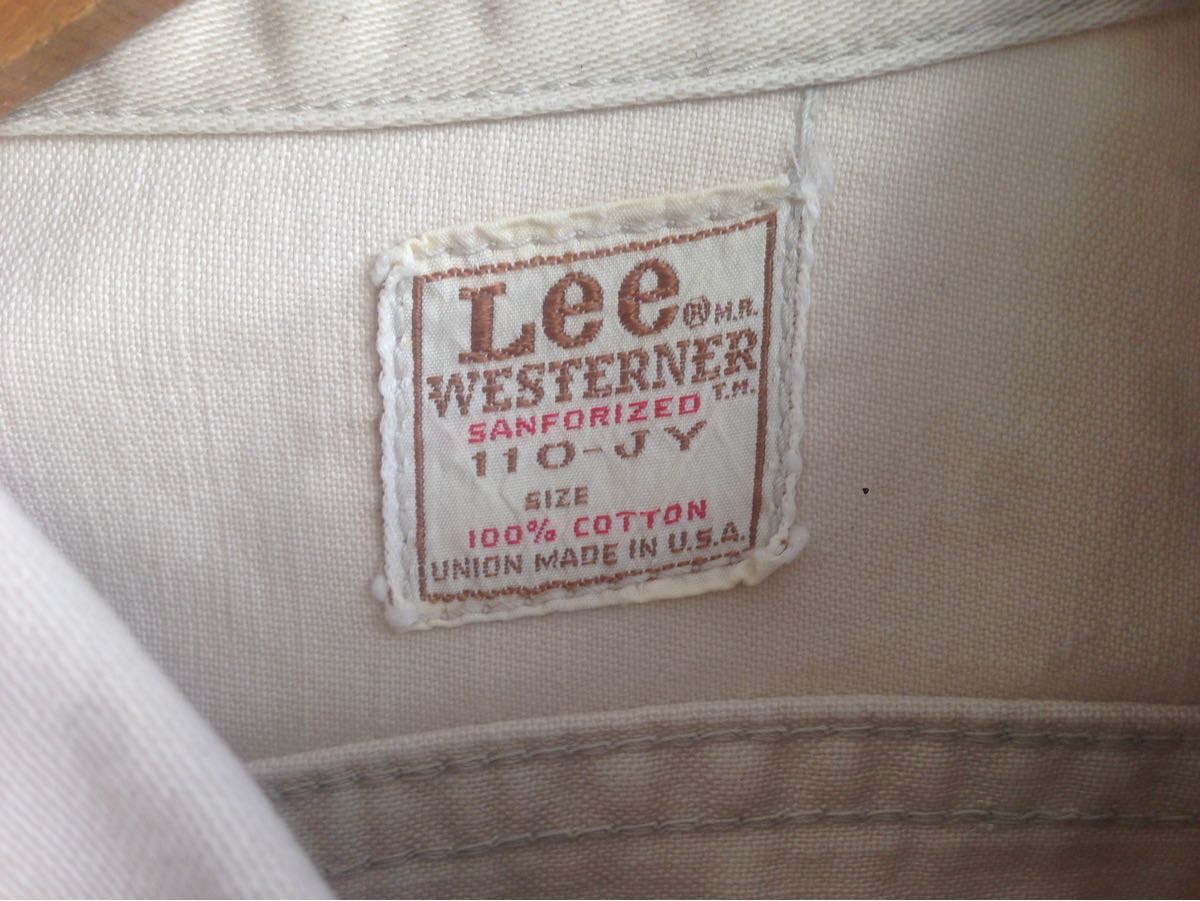 Lee ® M.R.
WESTERNER T.M.
SANFORIZED
110-JY
SIZE
100% COTTON
UNION MADE IN U.S.A.